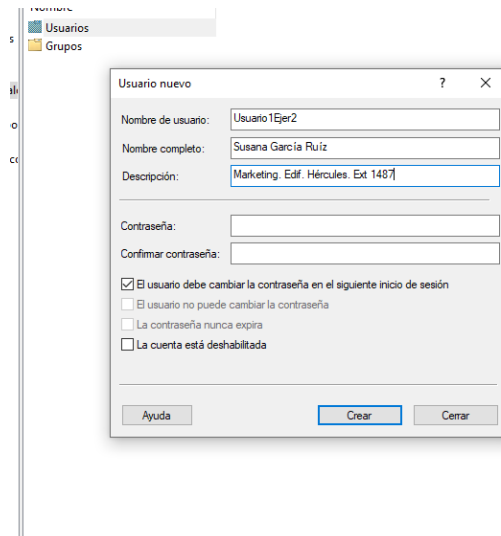 Nombre
Usuarios
Grupos
Usuario nuevo
Nombre de usuario: Usuario1Ejer2
Nombre completo: Susana García Ruíz
Descripción: Marketing. Edif. Hércules. Ext 1487
Contraseña:
Confirmar contraseña:
El usuario debe cambiar la contraseña en el siguiente inicio de sesión
El usuario no puede cambiar la contraseña
La contraseña nunca expira
La cuenta está deshabilitada
Ayuda Crear Cerrar